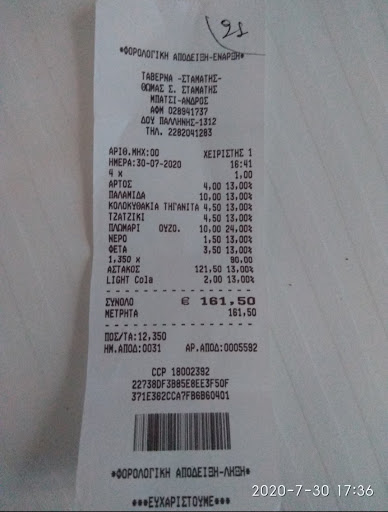 21
*ΦΟΡΟΛΟΓΙΚΗ ΑΠΟΔΕΙΞΗ-ΕΝΑΡΞΗ*
ΤΑΒΕΡΝΑ -ΣΤΑΜΑΤΗΣ-
ΘΩΜΑΣ Σ. ΣΤΑΜΑΤΗΣ
ΜΠΑΤΣΙ-ΑΝΔΡΟΣ
ΑΦΜ 028941737
ΔΟΥ ΠΑΛΛΗΝΗΣ-1312
ΤΗΛ. 2282041283
ΑΡΙΘ.ΜΗΧ:00 ΧΕΙΡΙΣΤΗΣ 1
ΗΜΕΡΑ:30-07-2020 16:41
4 x 1,00
ΑΡΤΟΣ 4,00 13,00%
ΠΑΛΑΜΙΔΑ 10,00 13,00%
ΚΟΛΟΚΥΘΑΚΙΑ ΤΗΓΑΝΙΤΑ 4,50 13,00%
ΤΖΑΤΖΙΚΙ 4,50 13,00%
ΠΛΩΜΑΡΙ ΟΥΖΟ. 10,00 24,00%
ΝΕΡΟ 1,50 13,00%
ΦΕΤΑ 3,50 13,00%
1,350 x 90,00
ΑΣΤΑΚΟΣ 121,50 13,00%
LIGHT Cola 2,00 13,00%
ΣΥΝΟΛΟ € 161,50
ΜΕΤΡΗΤΑ 161,50
ΠΟΣ/ΤΑ:12,350
ΗΜ.ΑΠΟΔ:0031 ΑΡ.ΑΠΟΔ:0005592
CCP 18002392
22738DF3B85E8EE3F50F
371E362CCA7FB6B60401
*ΦΟΡΟΛΟΓΙΚΗ ΑΠΟΔΕΙΞΗ-ΛΗΞΗ*
***ΕΥΧΑΡΙΣΤΟΥΜΕ***
2020-7-30 17:36